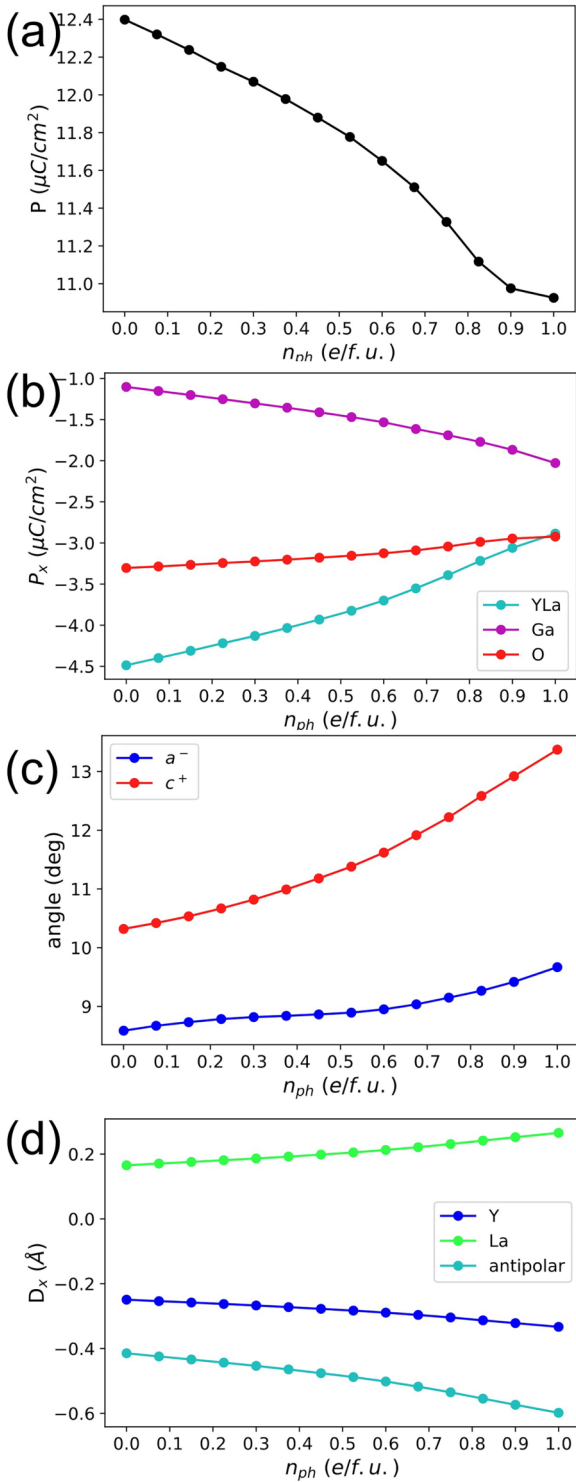 (a)
12.4
12.2
12.0
11.8
11.6
11.4
11.2
11.0
P (μC/cm²)
0.0 0.1 0.2 0.3 0.4 0.5 0.6 0.7 0.8 0.9 1.0
n_ph (e/f.u.)
(b)
−1.0
−1.5
−2.0
−2.5
−3.0
−3.5
−4.0
−4.5
P_x (μC/cm²)
YLa
Ga
O
0.0 0.1 0.2 0.3 0.4 0.5 0.6 0.7 0.8 0.9 1.0
n_ph (e/f.u.)
(c)
a⁻
c⁺
13
12
11
10
9
angle (deg)
0.0 0.1 0.2 0.3 0.4 0.5 0.6 0.7 0.8 0.9 1.0
n_ph (e/f.u.)
(d)
0.2
0.0
−0.2
−0.4
−0.6
D_x (Å)
Y
La
antipolar
0.0 0.1 0.2 0.3 0.4 0.5 0.6 0.7 0.8 0.9 1.0
n_ph (e/f.u.)